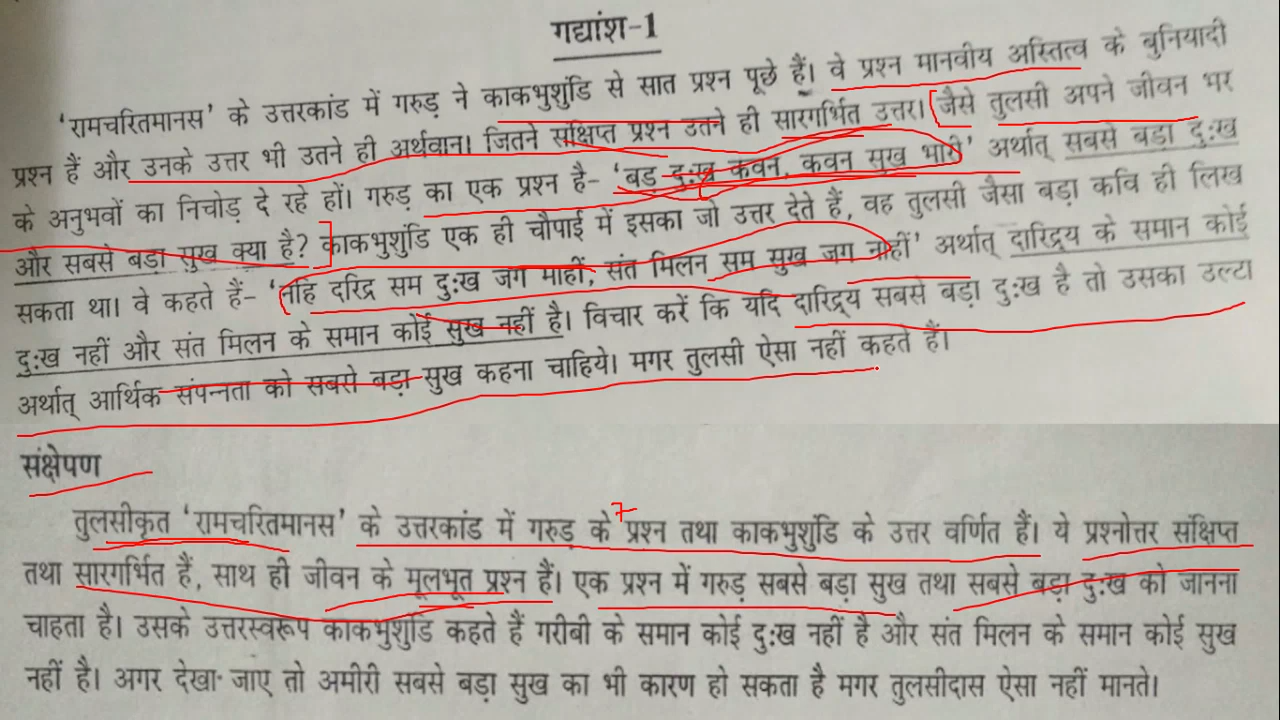 गद्यांश-1
'रामचरितमानस' के उत्तरकांड में गरुड़ ने काकभुशुंडि से सात प्रश्न पूछे हैं। वे प्रश्न मानवीय अस्तित्व के बुनियादी
प्रश्न हैं और उनके उत्तर भी उतने ही अर्थवान। जितने संक्षिप्त प्रश्न उतने ही सारगर्भित उत्तर। जैसे तुलसी अपने जीवन भर
के अनुभवों का निचोड़ दे रहे हों। गरुड़ का एक प्रश्न है- 'बड़ दुःख कवन, कवन सुख भारी' अर्थात् सबसे बड़ा दुःख
और सबसे बड़ा सुख क्या है? काकभुशुंडि एक ही चौपाई में इसका जो उत्तर देते हैं, वह तुलसी जैसा बड़ा कवि ही लिख
सकता था। वे कहते हैं- 'नहिं दरिद्र सम दुःख जग माहीं, संत मिलन सम सुख जग नाहीं' अर्थात् दारिद्र्य के समान कोई
दुःख नहीं और संत मिलन के समान कोई सुख नहीं है। विचार करें कि यदि दारिद्र्य सबसे बड़ा दुःख है तो उसका उल्टा
अर्थात् आर्थिक संपन्नता को सबसे बड़ा सुख कहना चाहिये। मगर तुलसी ऐसा नहीं कहते हैं।
संक्षेपण
7
तुलसीकृत 'रामचरितमानस' के उत्तरकांड में गरुड़ के प्रश्न तथा काकभुशुंडि के उत्तर वर्णित हैं। ये प्रश्नोत्तर संक्षिप्त
तथा सारगर्भित हैं, साथ ही जीवन के मूलभूत प्रश्न हैं। एक प्रश्न में गरुड़ सबसे बड़ा सुख तथा सबसे बड़ा दुःख को जानना
चाहता है। उसके उत्तरस्वरूप काकभुशुंडि कहते हैं गरीबी के समान कोई दुःख नहीं है और संत मिलन के समान कोई सुख
नहीं है। अगर देखा जाए तो अमीरी सबसे बड़ा सुख का भी कारण हो सकता है मगर तुलसीदास ऐसा नहीं मानते।